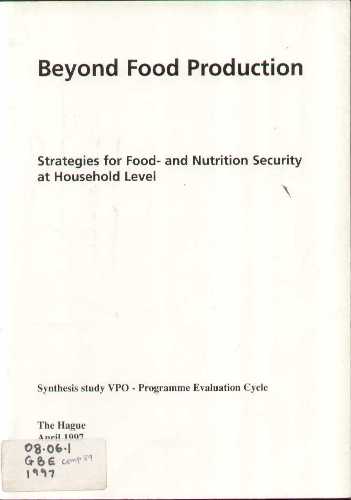 Beyond Food Production
Strategies for Food- and Nutrition Security
at Household Level
Synthesis study VPO - Programme Evaluation Cycle
The Hague
April 1997
08.06.1
GBE comp 89
1997